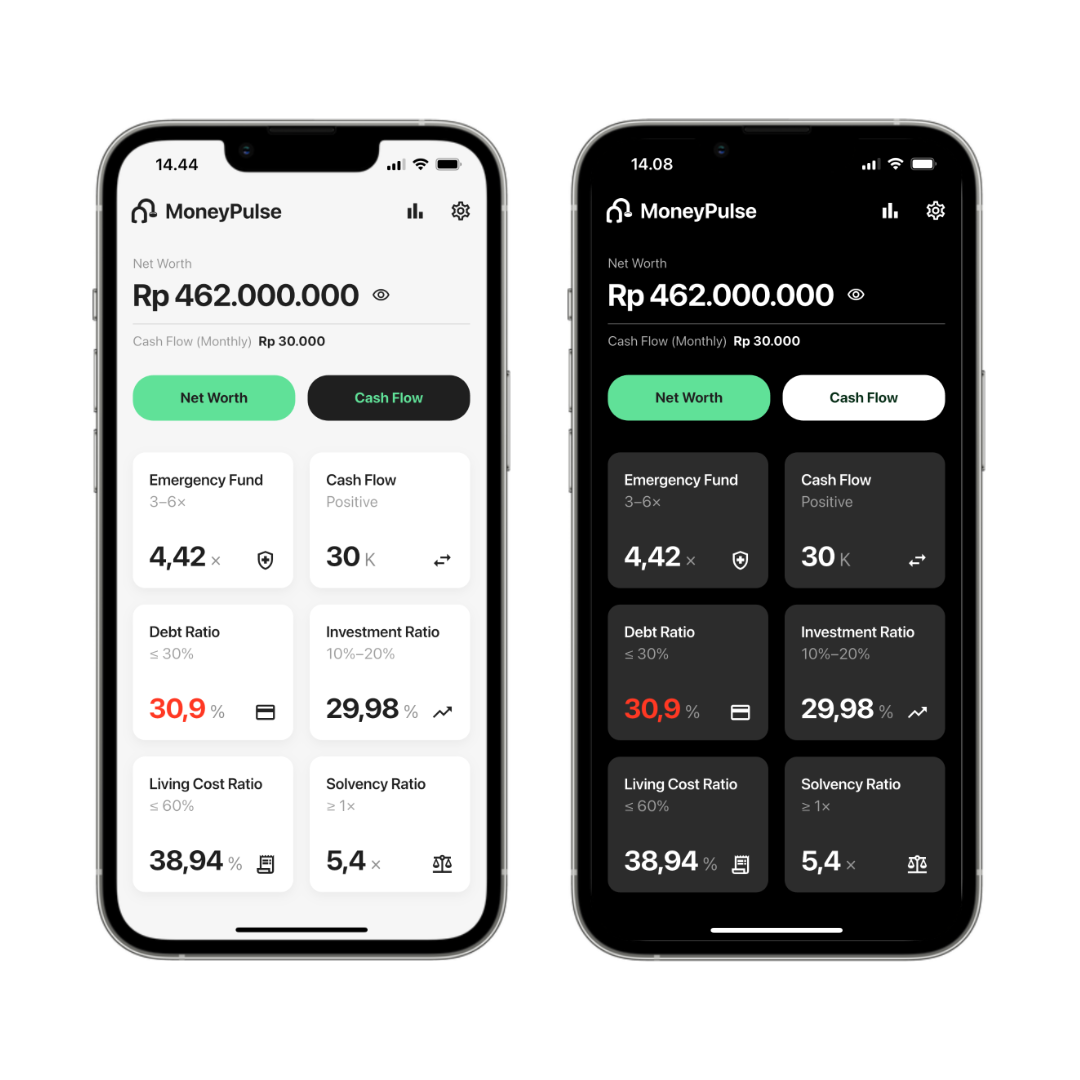 14.44
MoneyPulse
Net Worth
Rp 462.000.000
Cash Flow (Monthly) Rp 30.000
Net Worth
Cash Flow
Emergency Fund
3–6×
4,42 ×
Cash Flow
Positive
30 K
Debt Ratio
≤ 30%
30,9 %
Investment Ratio
10%–20%
29,98 %
Living Cost Ratio
≤ 60%
38,94 %
Solvency Ratio
≥ 1×
5,4 ×
14.08
MoneyPulse
Net Worth
Rp 462.000.000
Cash Flow (Monthly) Rp 30.000
Net Worth
Cash Flow
Emergency Fund
3–6×
4,42 ×
Cash Flow
Positive
30 K
Debt Ratio
≤ 30%
30,9 %
Investment Ratio
10%–20%
29,98 %
Living Cost Ratio
≤ 60%
38,94 %
Solvency Ratio
≥ 1×
5,4 ×